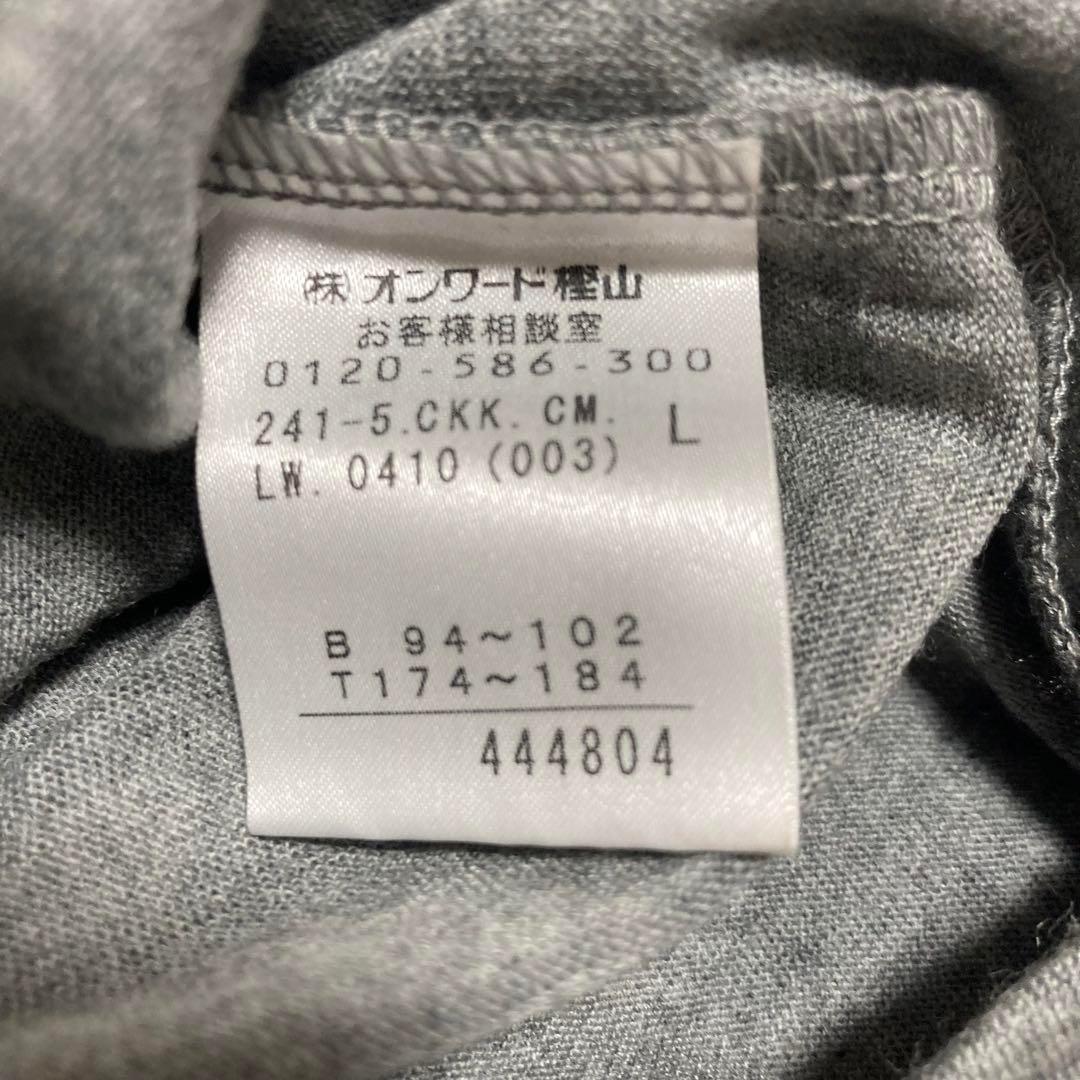 ㈱オンワード樫山
お客様相談室
0120-586-300
241-5.CKK.CM. L
LW.0410(003)
B 94~102
T174~184
444804